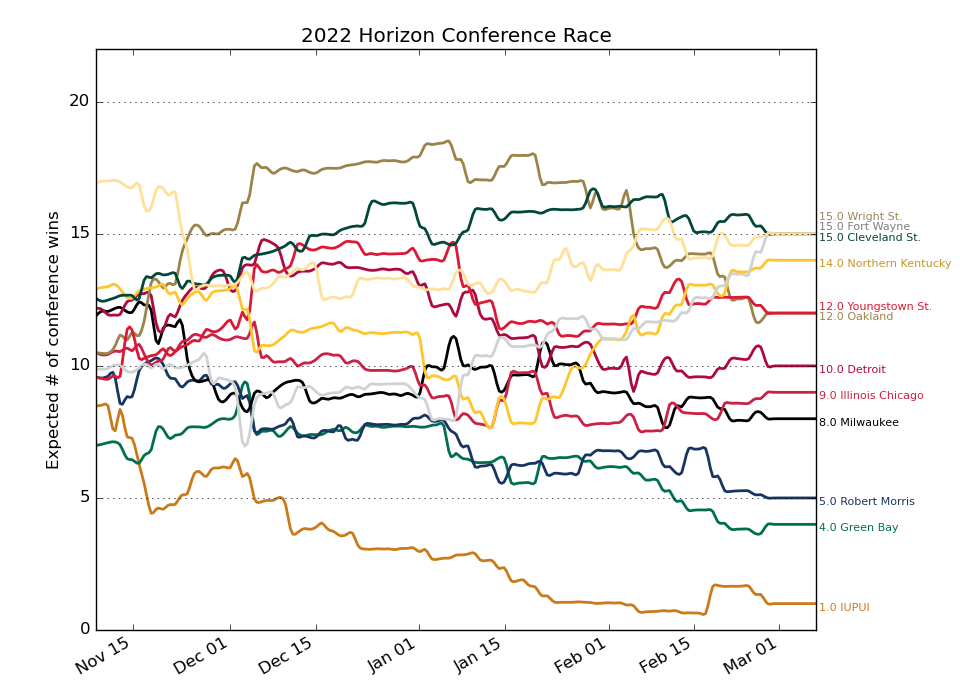 2022 Horizon Conference Race
Expected # of conference wins
20
15
10
5
0
Nov 15
Dec 01
Dec 15
Jan 01
Jan 15
Feb 01
Feb 15
Mar 01
15.0 Wright St.
15.0 Fort Wayne
15.0 Cleveland St.
14.0 Northern Kentucky
12.0 Youngstown St.
12.0 Oakland
10.0 Detroit
9.0 Illinois Chicago
8.0 Milwaukee
5.0 Robert Morris
4.0 Green Bay
1.0 IUPUI